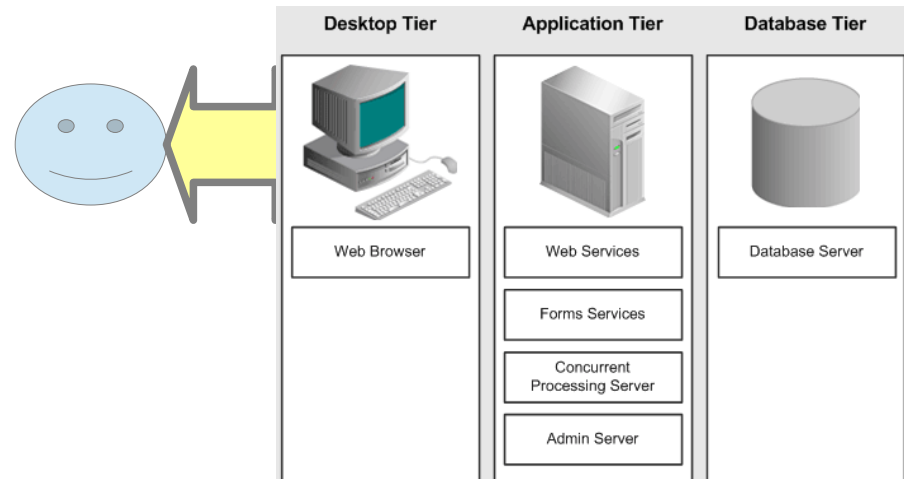 Desktop Tier
Application Tier
Database Tier
Web Browser
Web Services
Forms Services
Concurrent
Processing Server
Admin Server
Database Server